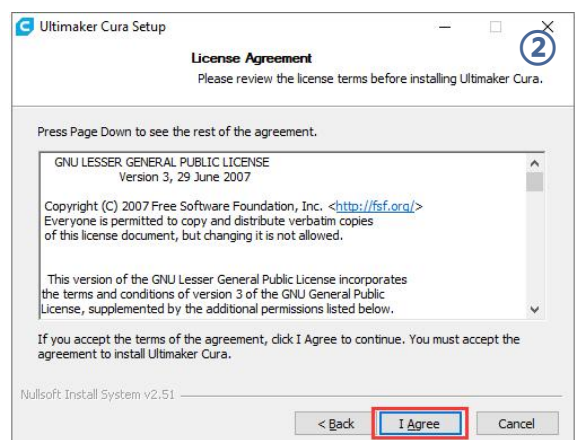 Ultimaker Cura Setup
②
License Agreement
Please review the license terms before installing Ultimaker Cura.
Press Page Down to see the rest of the agreement.
GNU LESSER GENERAL PUBLIC LICENSE
Version 3, 29 June 2007
Copyright (C) 2007 Free Software Foundation, Inc. <http://fsf.org/>
Everyone is permitted to copy and distribute verbatim copies
of this license document, but changing it is not allowed.
This version of the GNU Lesser General Public License incorporates
the terms and conditions of version 3 of the GNU General Public
License, supplemented by the additional permissions listed below.
If you accept the terms of the agreement, click I Agree to continue. You must accept the
agreement to install Ultimaker Cura.
Nullsoft Install System v2.51
< Back I Agree Cancel